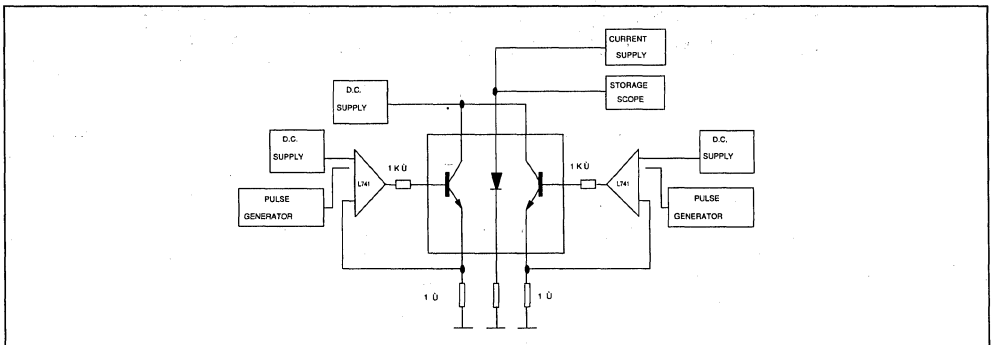 CURRENT
SUPPLY
STORAGE
SCOPE
D.C.
SUPPLY
D.C.
SUPPLY
D.C.
SUPPLY
1 K Ù
1 K Ù
L741
L741
PULSE
GENERATOR
PULSE
GENERATOR
1 Ù
1 Ù